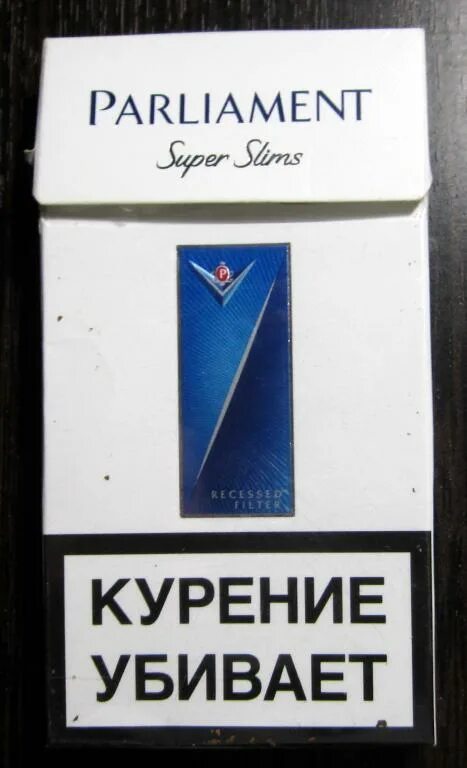 PARLIAMENT
Super Slims
P
RECESSED
FILTER
КУРЕНИЕ
УБИВАЕТ